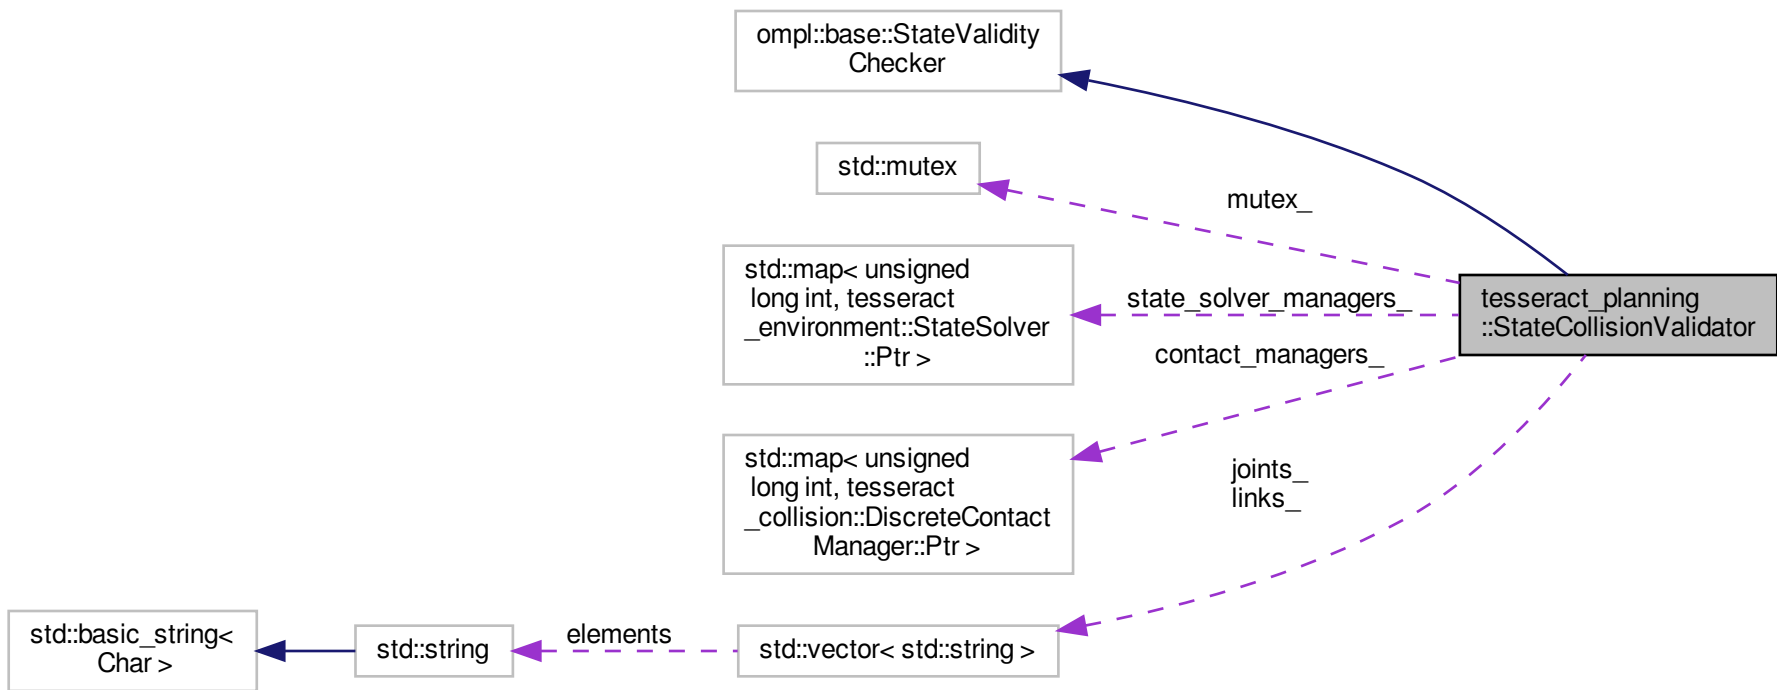 ompl::base::StateValidity
Checker
std::mutex
mutex_
std::map< unsigned
long int, tesseract
_environment::StateSolver
::Ptr >
state_solver_managers_
tesseract_planning
::StateCollisionValidator
contact_managers_
std::map< unsigned
long int, tesseract
_collision::DiscreteContact
Manager::Ptr >
joints_
links_
std::basic_string<
Char >
std::string
elements
std::vector< std::string >